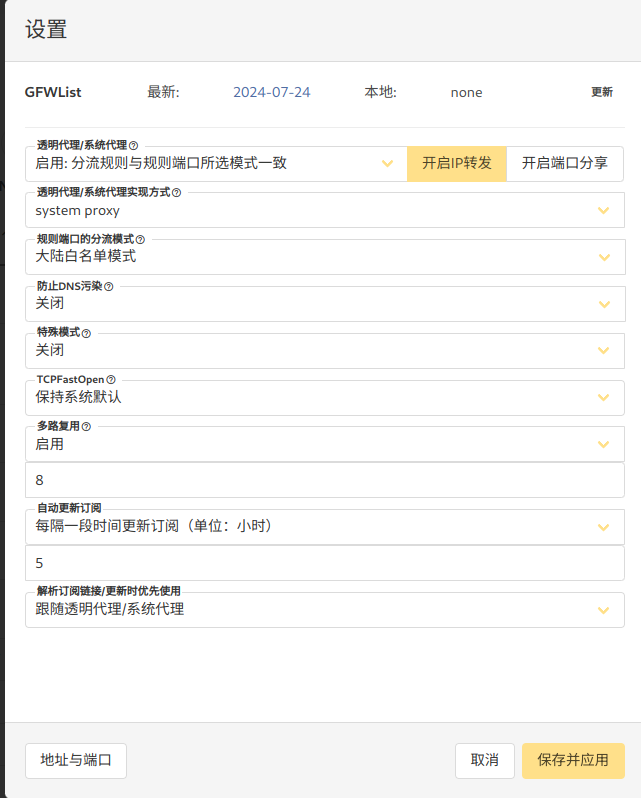 设置
GFWList 最新: 2024-07-24 本地: none 更新
透明代理/系统代理
启用: 分流规则与规则端口所选模式一致 开启IP转发 开启端口分享
透明代理/系统代理实现方式
system proxy
规则端口的分流模式
大陆白名单模式
防止DNS污染
关闭
特殊模式
关闭
TCPFastOpen
保持系统默认
多路复用
启用
8
自动更新订阅
每隔一段时间更新订阅（单位：小时）
5
解析订阅链接/更新时优先使用
跟随透明代理/系统代理
地址与端口 取消 保存并应用